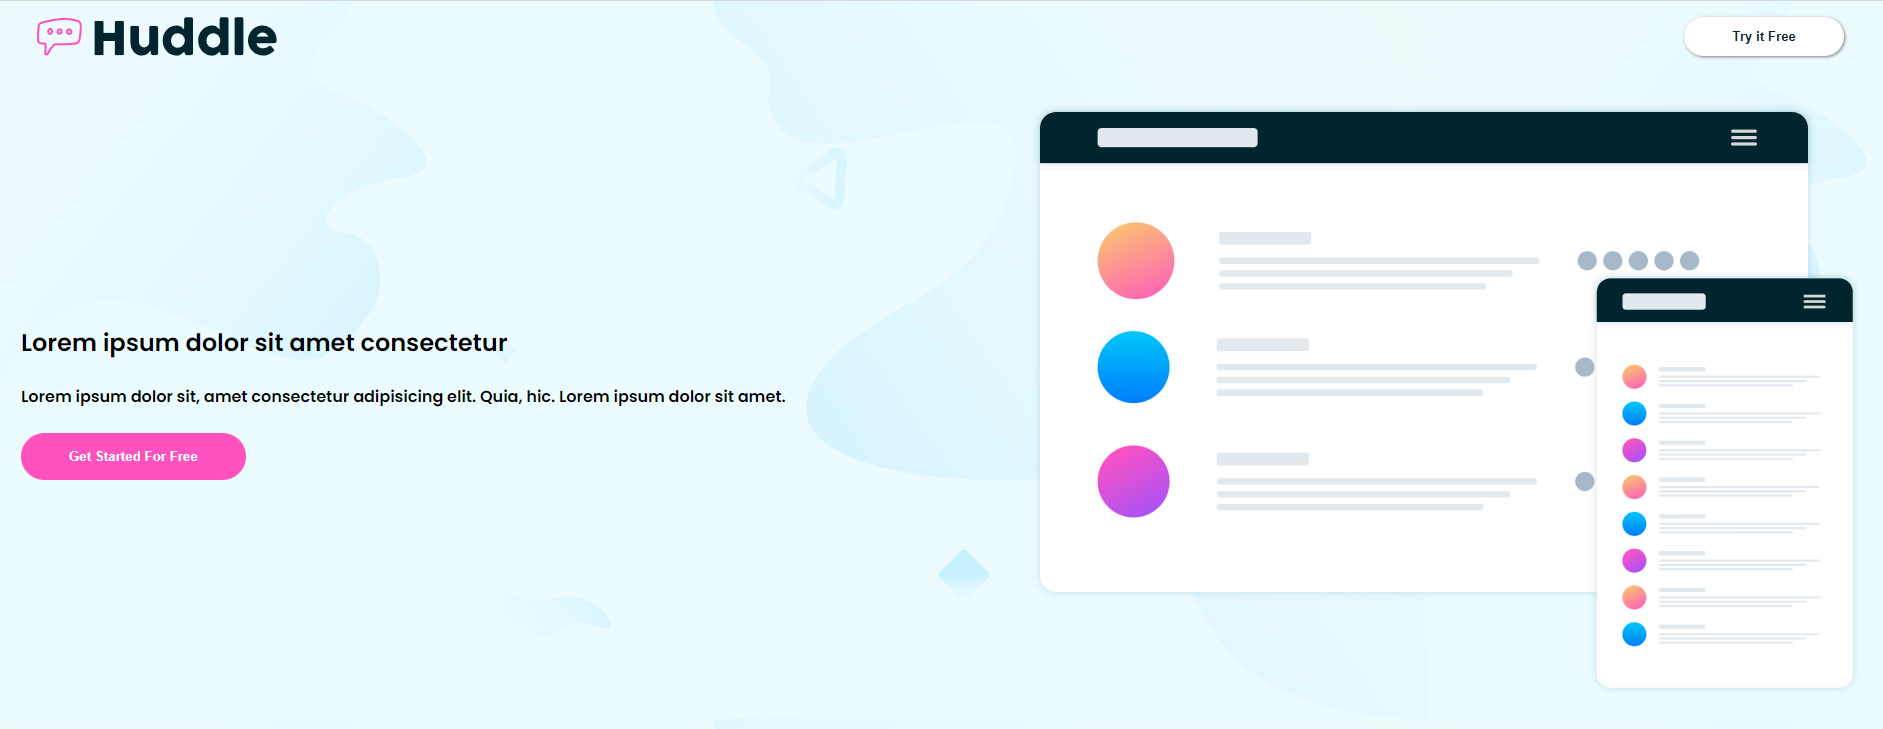 Huddle
Try it Free
Lorem ipsum dolor sit amet consectetur
Lorem ipsum dolor sit, amet consectetur adipisicing elit. Quia, hic. Lorem ipsum dolor sit amet.
Get Started For Free